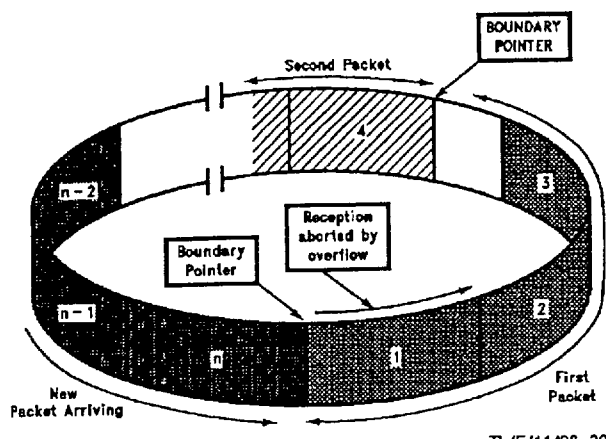 BOUNDARY
POINTER
Second Packet
4
n-2
3
Reception
aborted by
overflow
Boundary
Pointer
n-1
2
n
1
New
Packet Arriving
First
Packet